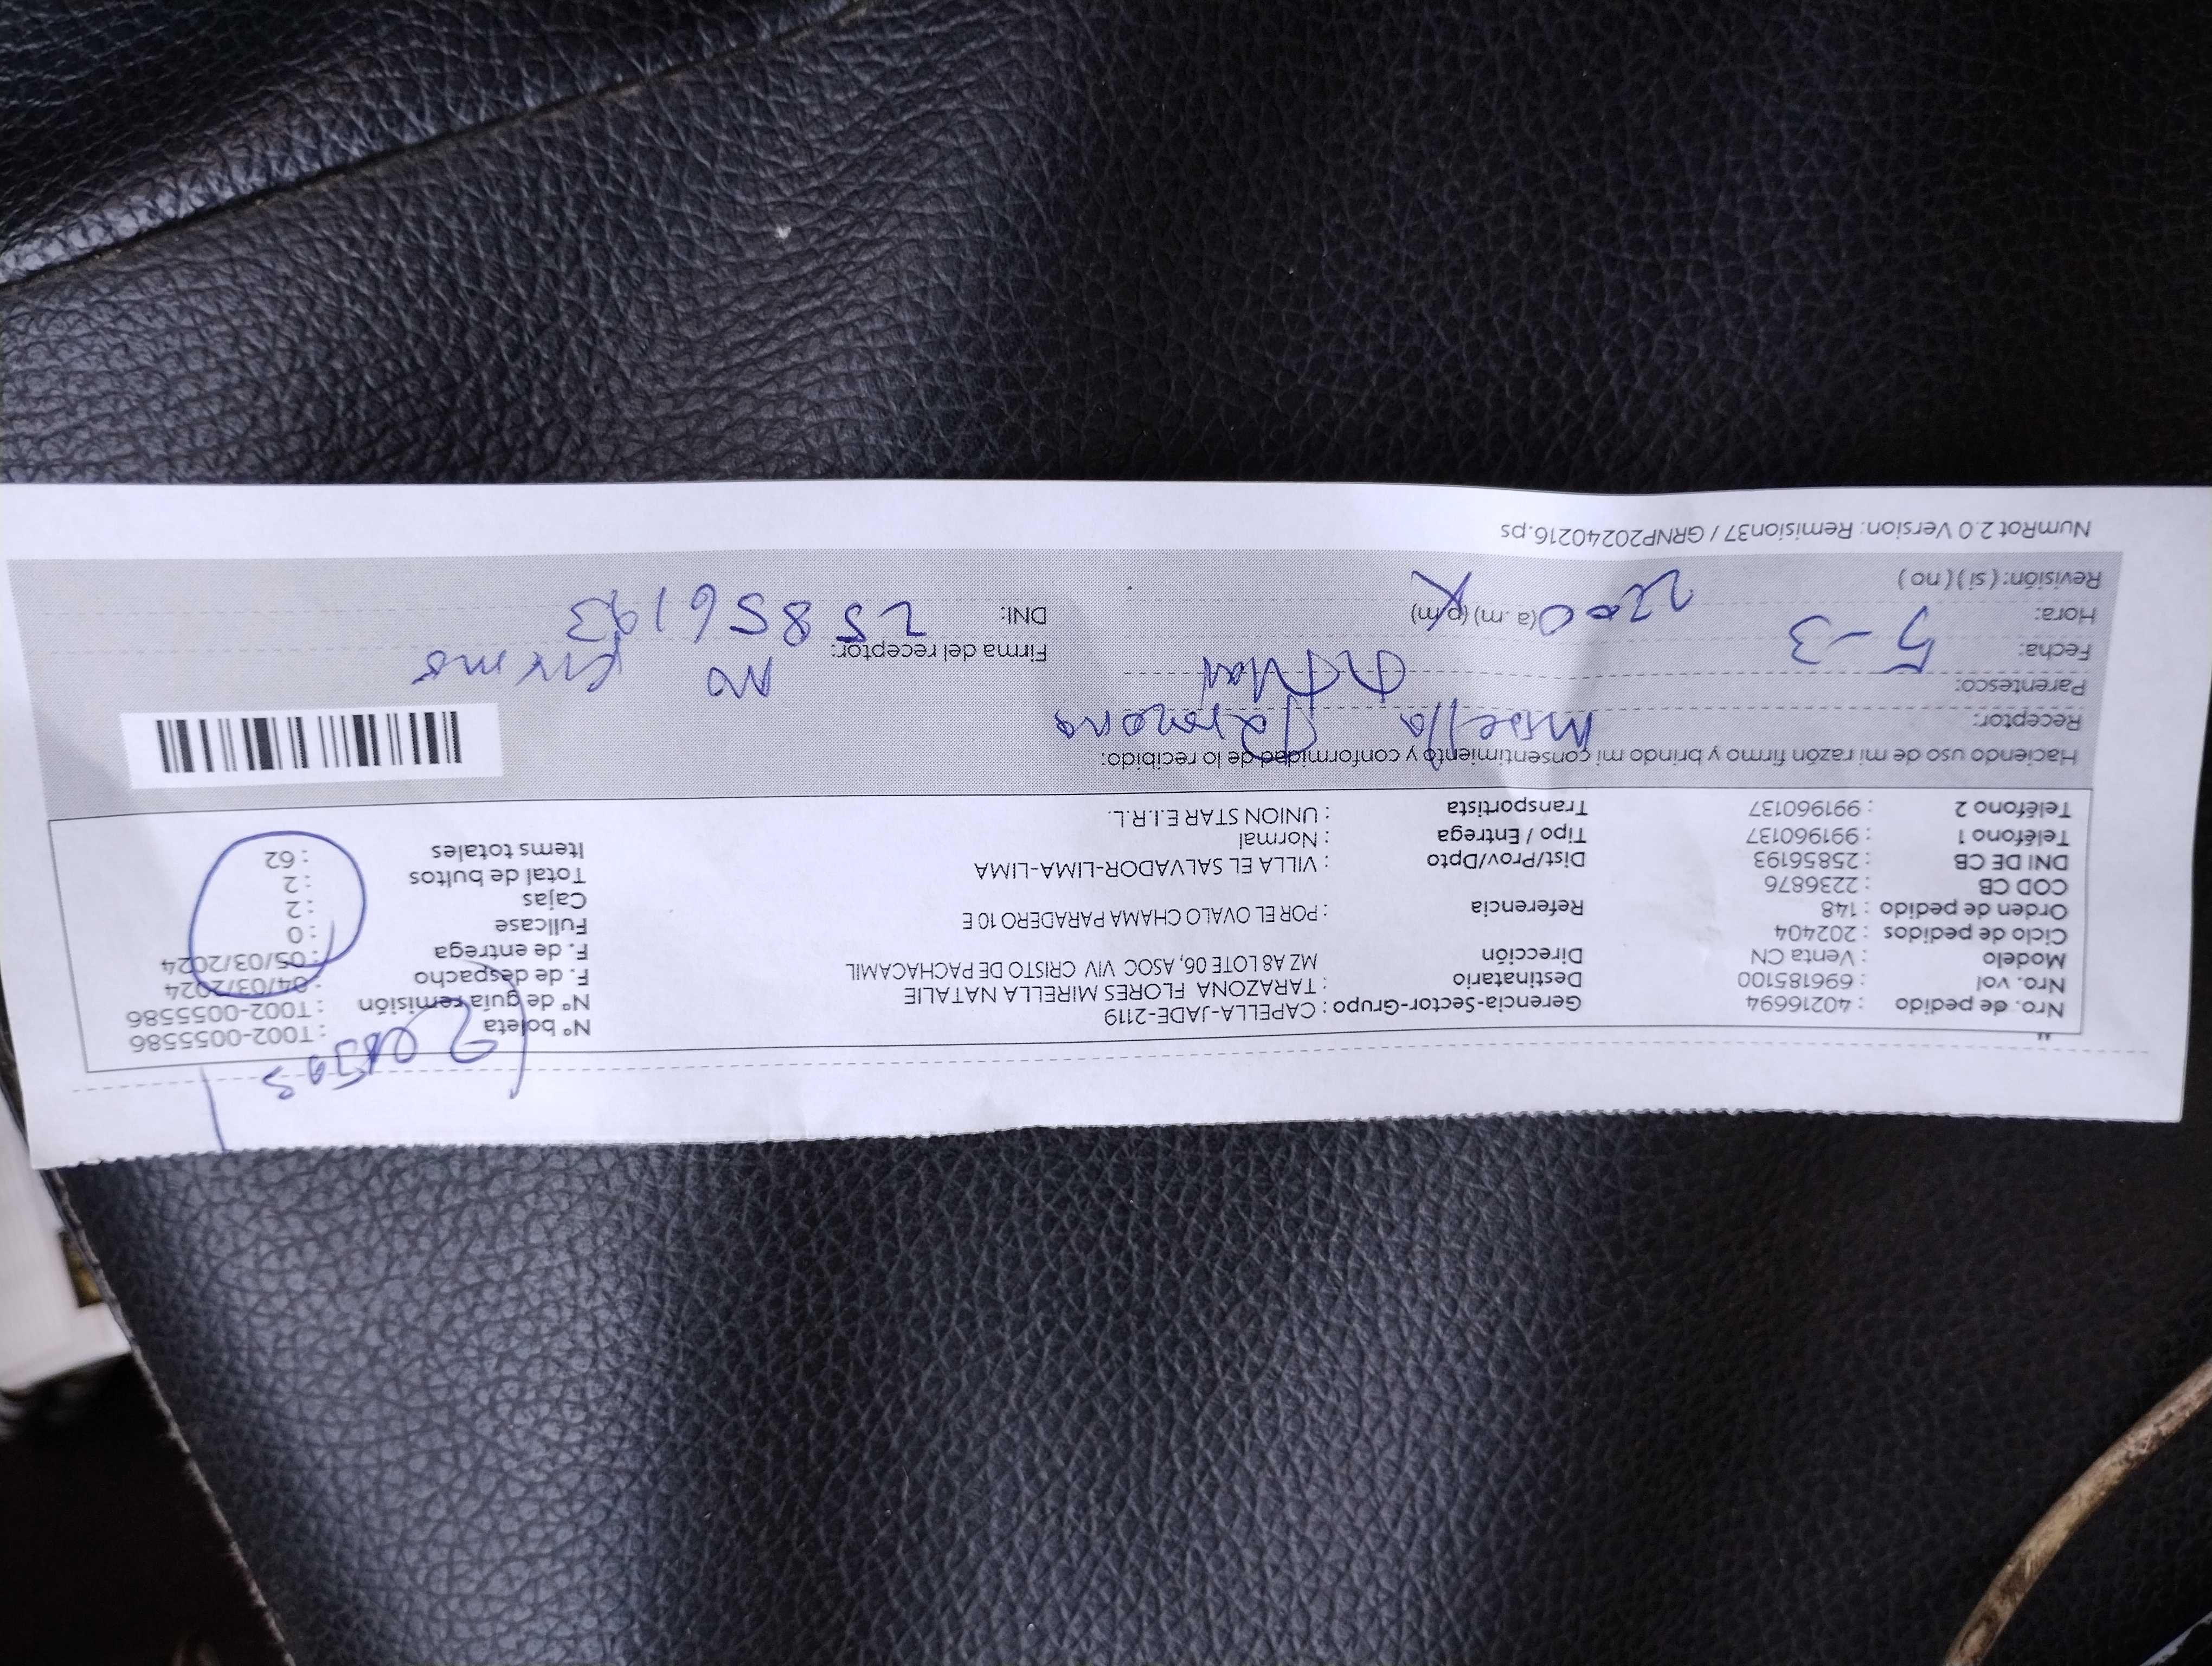 2 CAJAS
Nro. de pedido : 40216694
Nro. vol : 696185100
Modelo : Venta CN
Ciclo de pedidos : 202404
Orden de pedido : 148
COD CB : 2236876
DNI DE CB : 25856193
Teléfono 1 : 991960137
Teléfono 2 : 991960137
Gerencia-Sector-Grupo : CAPELLA-JADE-2119
Destinatario : TARAZONA FLORES MIRELLA NATALIE
Dirección MZ A8 LOTE 06, ASOC VIV CRISTO DE PACHACAMIL
Referencia : POR EL OVALO CHAMA PARADERO 10 E
Dist/Prov/Dpto : VILLA EL SALVADOR-LIMA-LIMA
Tipo / Entrega : Normal
Transportista : UNION STAR E.I.R.L.
N° boleta : T002-0055586
N° de guía remisión : T002-0055586
F. de despacho : 04/03/2024
F. de entrega : 05/03/2024
Fullcase : 0
Cajas : 2
Total de bultos : 2
Items totales : 62
Haciendo uso de mi razón firmo y brindo mi consentimiento y conformidad de lo recibido:
Receptor: Mirella Tarazona
Parentesco:
Fecha: 5-3
Hora: (a .m) (p.m)
Revisión: ( si ) ( no )
Firma del receptor: NO FIRMO
DNI: 25856193
NumRot 2.0 Version: Remision37 / GRNP20240216.ps